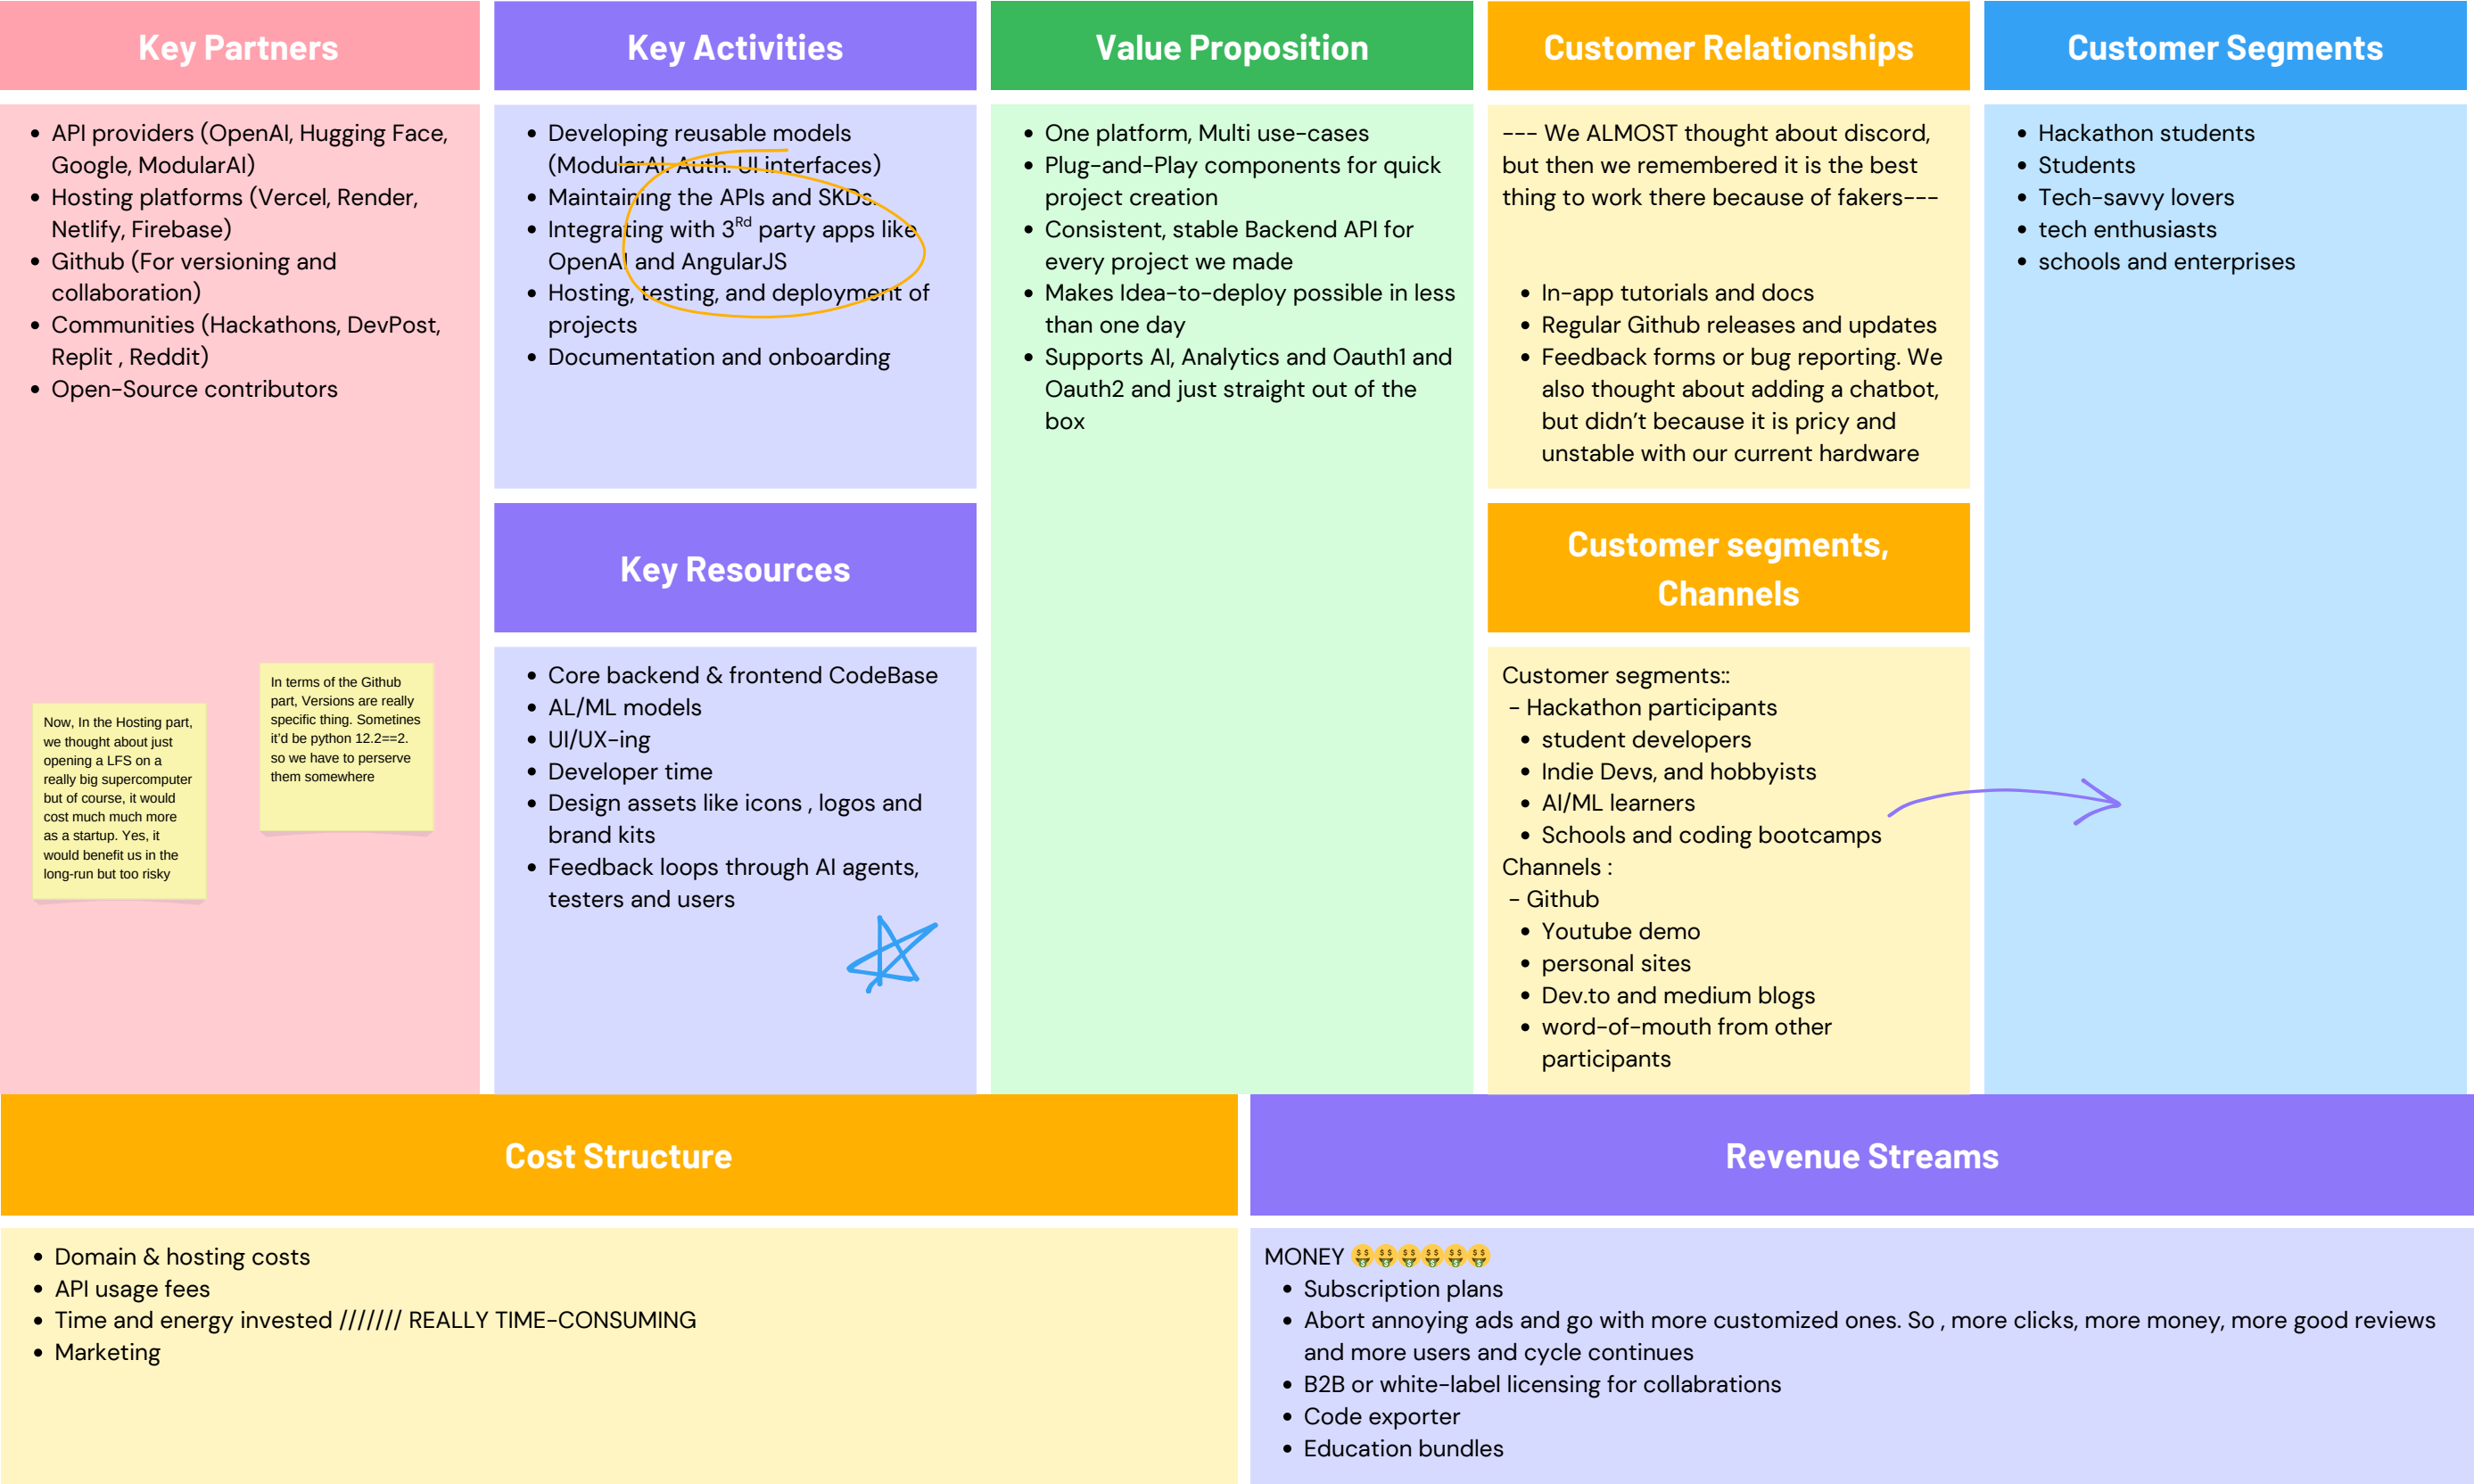 Key Partners
• API providers (OpenAI, Hugging Face,
Google, ModularAI)
• Hosting platforms (Vercel, Render,
Netlify, Firebase)
• Github (For versioning and
collaboration)
• Communities (Hackathons, DevPost,
Replit , Reddit)
• Open-Source contributors
Now, In the Hosting part,
we thought about just
opening a LFS on a
really big supercomputer
but of course, it would
cost much much more
as a startup. Yes, it
would benefit us in the
long-run but too risky
In terms of the Github
part, Versions are really
specific thing. Sometines
it'd be python 12.2==2.
so we have to perserve
them somewhere
Key Activities
• Developing reusable models
(ModularAI. Auth. UI interfaces)
• Maintaining the APIs and SKDs.
• Integrating with 3Rd party apps like
OpenAI and AngularJS
• Hosting, testing, and deployment of
projects
• Documentation and onboarding
Key Resources
• Core backend & frontend CodeBase
• AL/ML models
• UI/UX-ing
• Developer time
• Design assets like icons , logos and
brand kits
• Feedback loops through AI agents,
testers and users
Value Proposition
• One platform, Multi use-cases
• Plug-and-Play components for quick
project creation
• Consistent, stable Backend API for
every project we made
• Makes Idea-to-deploy possible in less
than one day
• Supports AI, Analytics and Oauth1 and
Oauth2 and just straight out of the
box
Customer Relationships
--- We ALMOST thought about discord,
but then we remembered it is the best
thing to work there because of fakers---
• In-app tutorials and docs
• Regular Github releases and updates
• Feedback forms or bug reporting. We
also thought about adding a chatbot,
but didn't because it is pricy and
unstable with our current hardware
Customer segments,
Channels
Customer segments::
- Hackathon participants
• student developers
• Indie Devs, and hobbyists
• AI/ML learners
• Schools and coding bootcamps
Channels :
- Github
• Youtube demo
• personal sites
• Dev.to and medium blogs
• word-of-mouth from other
participants
Customer Segments
• Hackathon students
• Students
• Tech-savvy lovers
• tech enthusiasts
• schools and enterprises
Cost Structure
• Domain & hosting costs
• API usage fees
• Time and energy invested /////// REALLY TIME-CONSUMING
• Marketing
Revenue Streams
MONEY 🤑🤑🤑🤑🤑🤑
• Subscription plans
• Abort annoying ads and go with more customized ones. So , more clicks, more money, more good reviews
and more users and cycle continues
• B2B or white-label licensing for collabrations
• Code exporter
• Education bundles